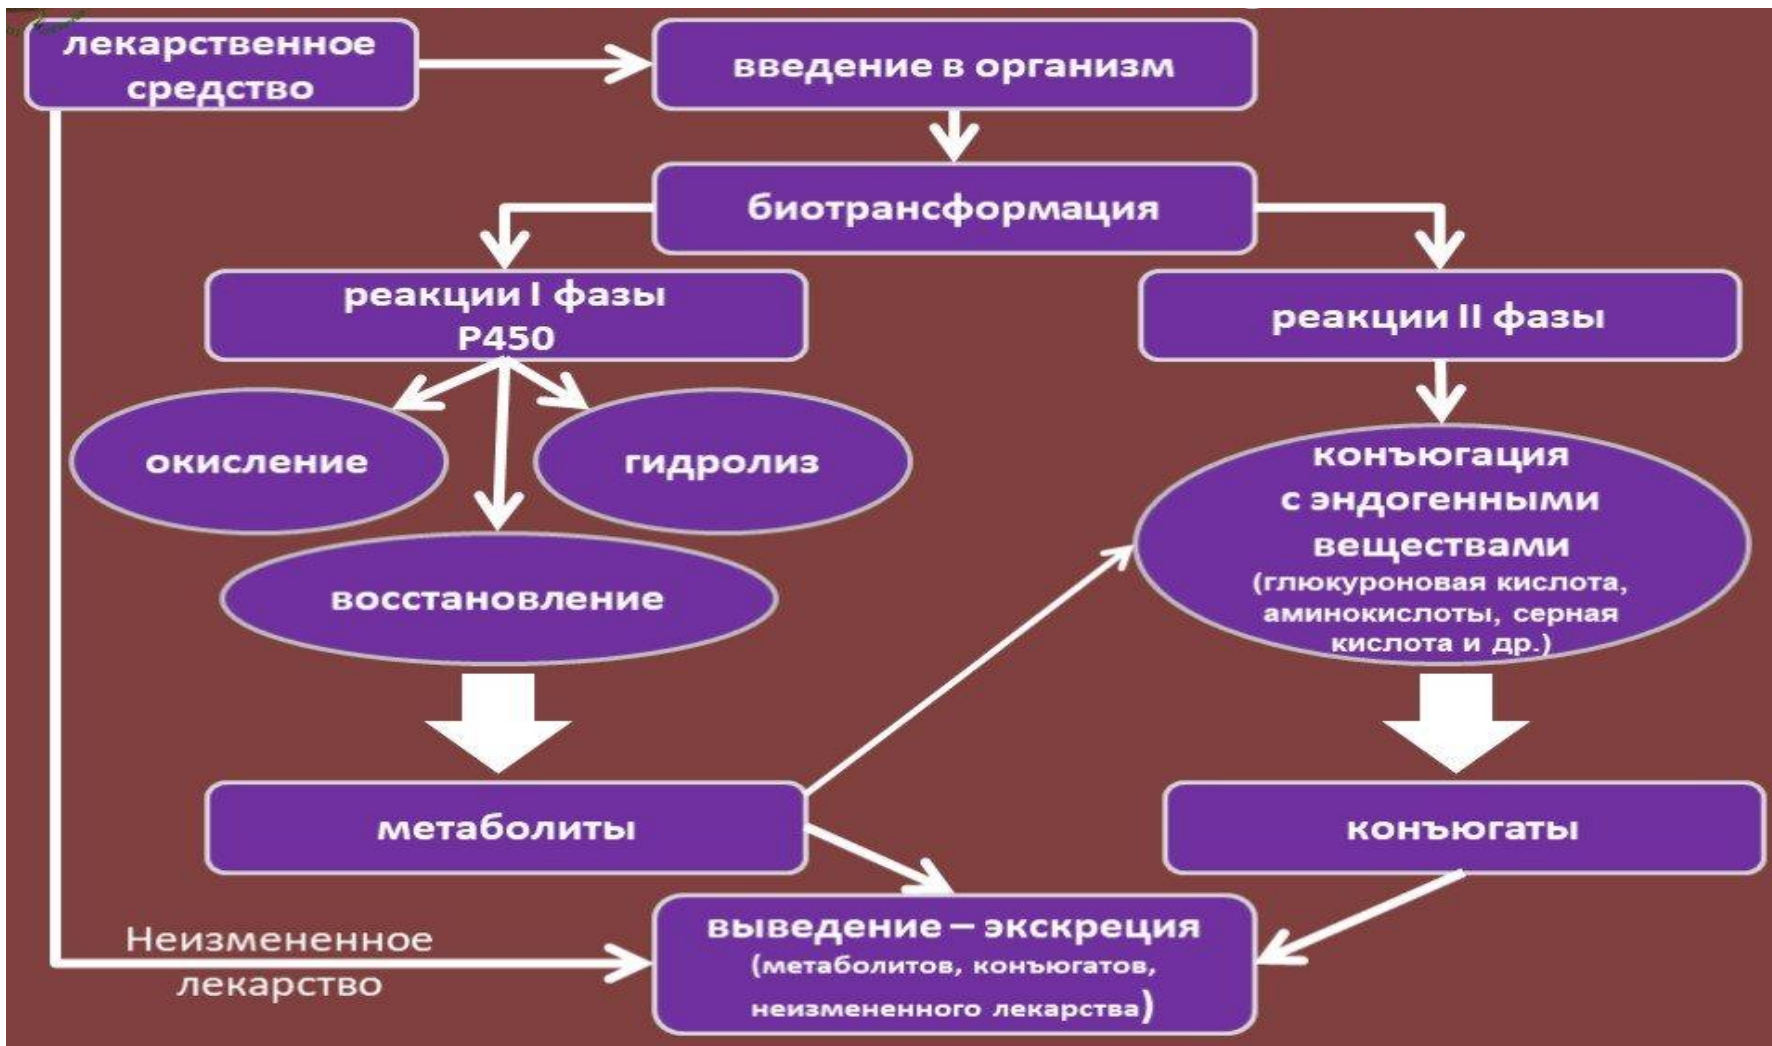 лекарственное
средство
введение в организм
биотрансформация
реакции I фазы
P450
реакции II фазы
окисление
гидролиз
восстановление
конъюгация
с эндогенными
веществами
(глюкуроновая кислота,
аминокислоты, серная
кислота и др.)
метаболиты
конъюгаты
Неизмененное
лекарство
выведение – экскреция
(метаболитов, конъюгатов,
неизмененного лекарства)